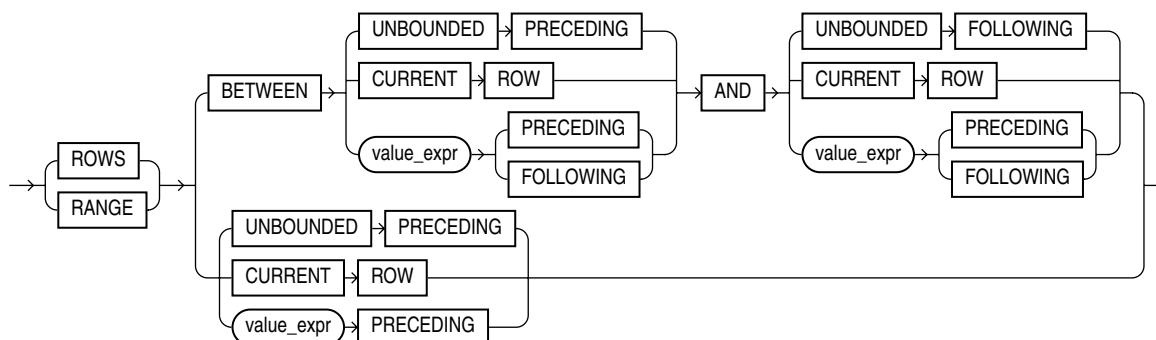 UNBOUNDED PRECEDING UNBOUNDED FOLLOWING
CURRENT ROW CURRENT ROW
BETWEEN AND
PRECEDING PRECEDING
value_expr value_expr
FOLLOWING FOLLOWING
ROWS
RANGE
UNBOUNDED PRECEDING
CURRENT ROW
value_expr PRECEDING